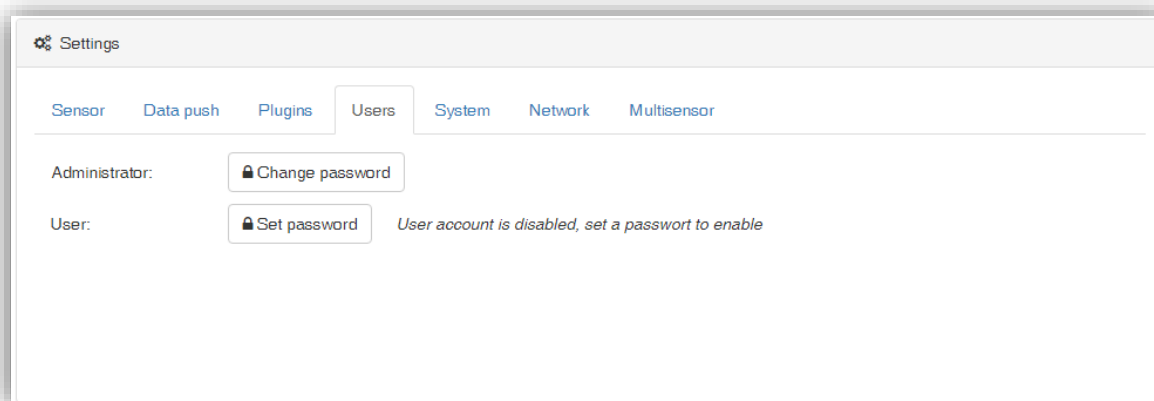 Settings
Sensor Data push Plugins Users System Network Multisensor
Administrator: Change password
User: Set password User account is disabled, set a passwort to enable